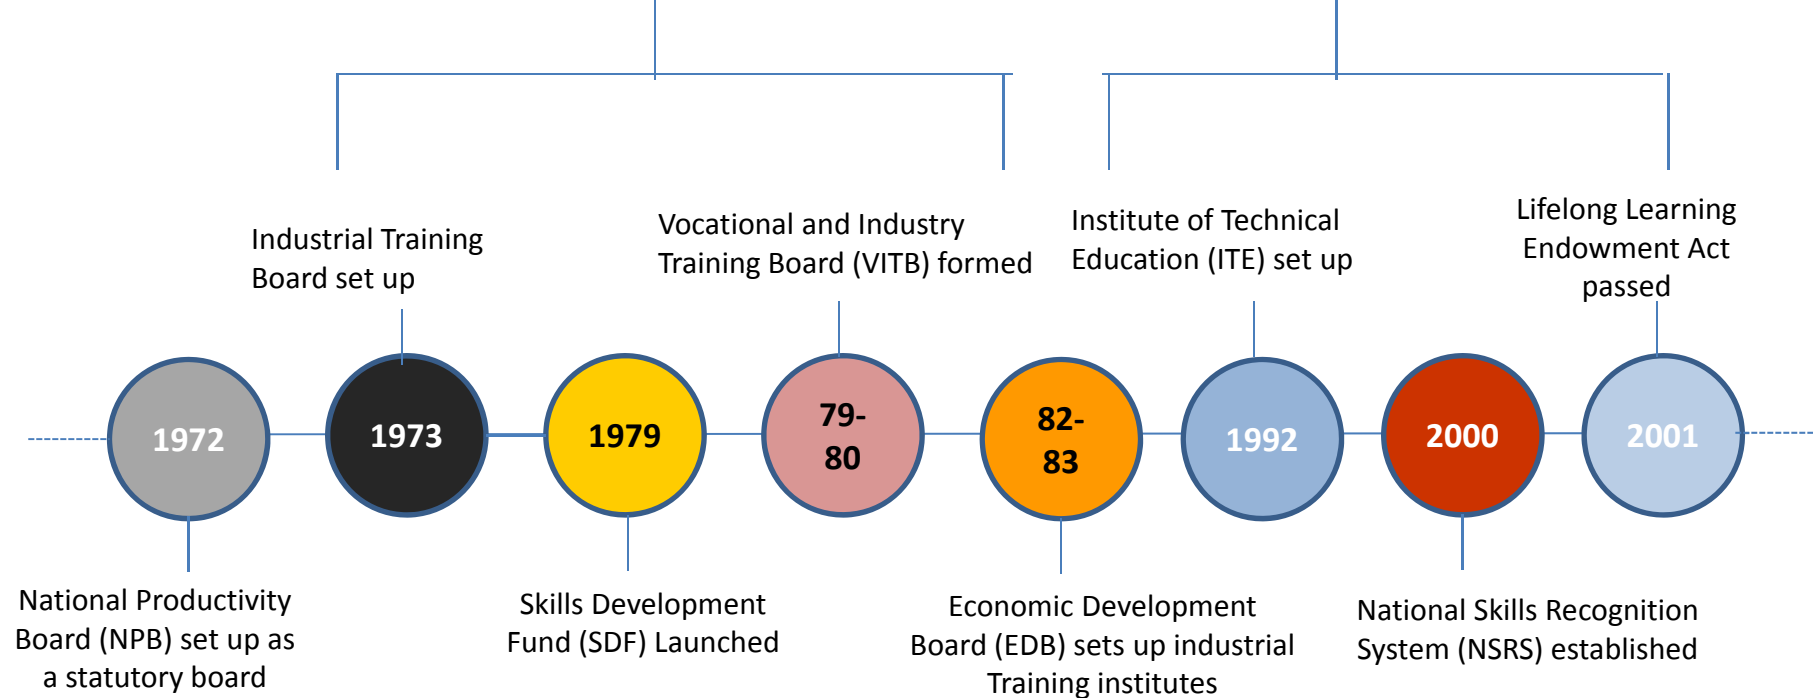 Industrial Training
Board set up
Vocational and Industry
Training Board (VITB) formed
Institute of Technical
Education (ITE) set up
Lifelong Learning
Endowment Act
passed
1972
1973
1979
79-
80
82-
83
1992
2000
2001
National Productivity
Board (NPB) set up as
a statutory board
Skills Development
Fund (SDF) Launched
Economic Development
Board (EDB) sets up industrial
Training institutes
National Skills Recognition
System (NSRS) established